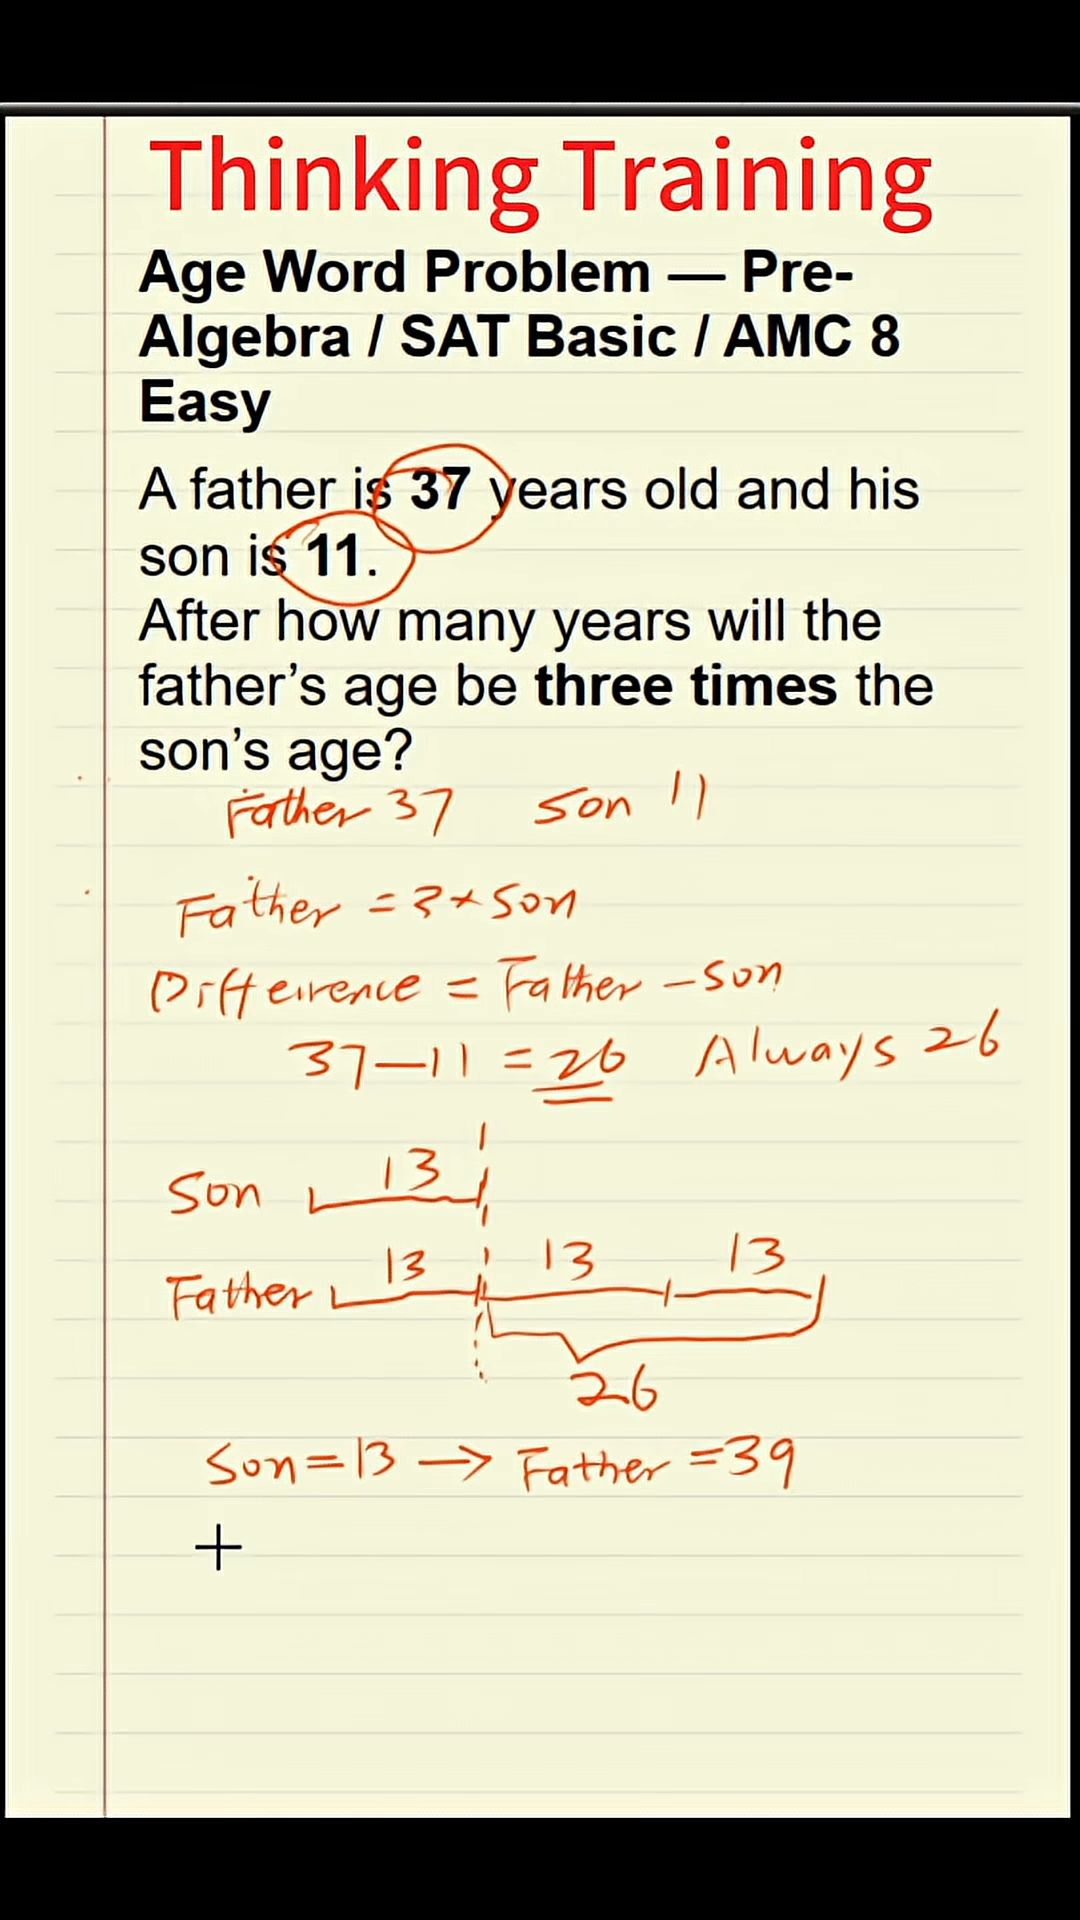 Thinking Training
Age Word Problem — Pre-
Algebra / SAT Basic / AMC 8
Easy
A father is 37 years old and his
son is 11.
After how many years will the
father's age be three times the
son's age?
Father 37 Son 11
Father = 3 × Son
Differience = Father - Son
37 - 11 = 26 Always 26
Son 13
Father 13 13 13
26
Son = 13 → Father = 39